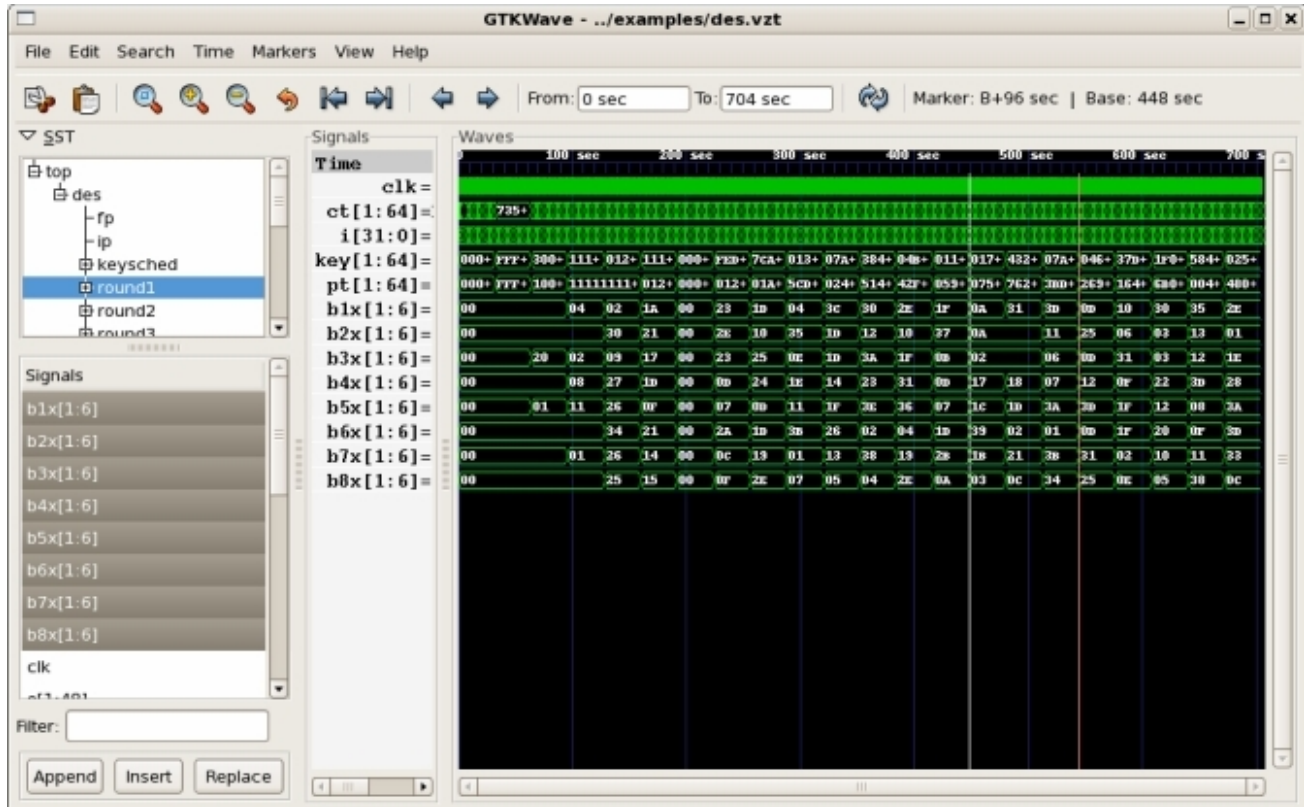 GTKWave - ../examples/des.vzt
File Edit Search Time Markers View Help
From: 0 sec To: 704 sec Marker: B+96 sec | Base: 448 sec
SST
top
des
fp
ip
keysched
round1
round2
round3
Signals
b1x[1:6]
b2x[1:6]
b3x[1:6]
b4x[1:6]
b5x[1:6]
b6x[1:6]
b7x[1:6]
b8x[1:6]
clk
Filter:
Append Insert Replace
Signals
Time
clk=
ct[1:64]=
i[31:0]=
key[1:64]=
pt[1:64]=
b1x[1:6]=
b2x[1:6]=
b3x[1:6]=
b4x[1:6]=
b5x[1:6]=
b6x[1:6]=
b7x[1:6]=
b8x[1:6]=
Waves
100 sec 200 sec 300 sec 400 sec 500 sec 600 sec 700 s
735+
000+ FFF+ 300+ 111+ 012+ 111+ 000+ FED+ 7CA+ 013+ 07A+ 384+ 04B+ 011+ 017+ 432+ 07A+ 046+ 37D+ 1F0+ 584+ 025+
000+ FFF+ 100+ 11111111+ 012+ 000+ 012+ 01A+ 5CD+ 024+ 514+ 42F+ 059+ 075+ 762+ 3BD+ 269+ 164+ 6B0+ 004+ 480+
00 04 02 1A 00 23 1D 04 3C 30 2E 1F 0A 31 3D 0D 10 30 35 2E
00 30 21 00 2E 10 35 1D 12 10 37 0A 11 25 06 03 13 01
00 20 02 09 17 00 23 25 0E 1D 3A 1F 0B 02 06 0D 31 03 12 1E
00 08 27 1D 00 0D 24 1E 14 23 31 0D 17 18 07 12 0F 22 3D 28
00 01 11 26 0F 00 07 0D 11 1F 3E 36 07 1C 1D 3A 3D 1F 12 08 3A
00 34 21 00 2A 1D 3B 26 02 04 1D 39 02 01 0D 1F 20 0F 3D
00 01 26 14 00 0C 19 01 13 38 19 2B 1B 21 3B 31 02 10 11 33
00 25 15 00 0F 2E 07 05 04 2E 0A 03 0C 34 25 0E 05 38 0C